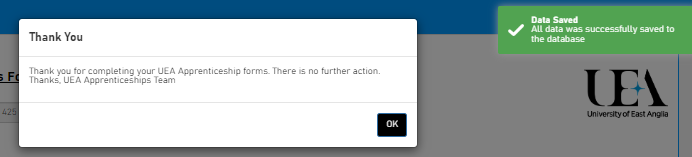 Data Saved
All data was successfully saved to
the database
Thank You
Thank you for completing your UEA Apprenticeship forms. There is no further action.
Thanks, UEA Apprenticeships Team
OK
s Fo
425
UEA
University of East Anglia